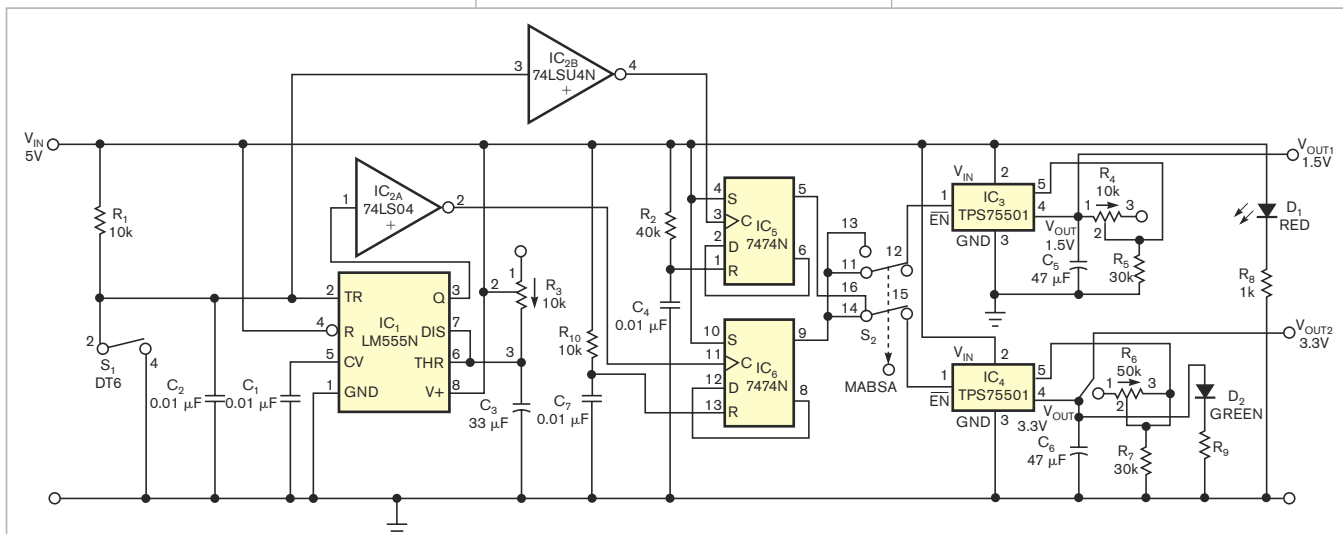 IC2B
74LSU4N
+
3
4
VIN
5V
VOUT1
1.5V
R1
10k
1
IC2A
74LS04
+
2
R2
40k
4 S
3 C
2 D
1 R
5
6
IC5
7474N
VIN
2
1
EN
IC3
TPS75501
5
4
GND 3
R4
10k
1 3
2
VOUT
1.5V
C5
47 µF
R5
30k
D1
RED
R8
1k
2 TR
4 R
5 CV
1 GND
IC1
LM555N
Q 3
DIS 7
THR 6
V+ 8
2
1
R3
10k
3
R10
10k
C4
0.01 µF
13
11
12
16
14
15
S2
MABSA
10 S
11 C
12 D
13 R
9
8
IC6
7474N
VOUT2
3.3V
2
S1
DT6
4
C2
0.01 µF
C1
0.01 µF
C3
33 µF
C7
0.01 µF
VIN
2
1
EN
IC4
TPS75501
5
4
GND 3
VOUT
3.3V
R6
50k
1 3
2
C6
47 µF
R7
30k
D2
GREEN
R9